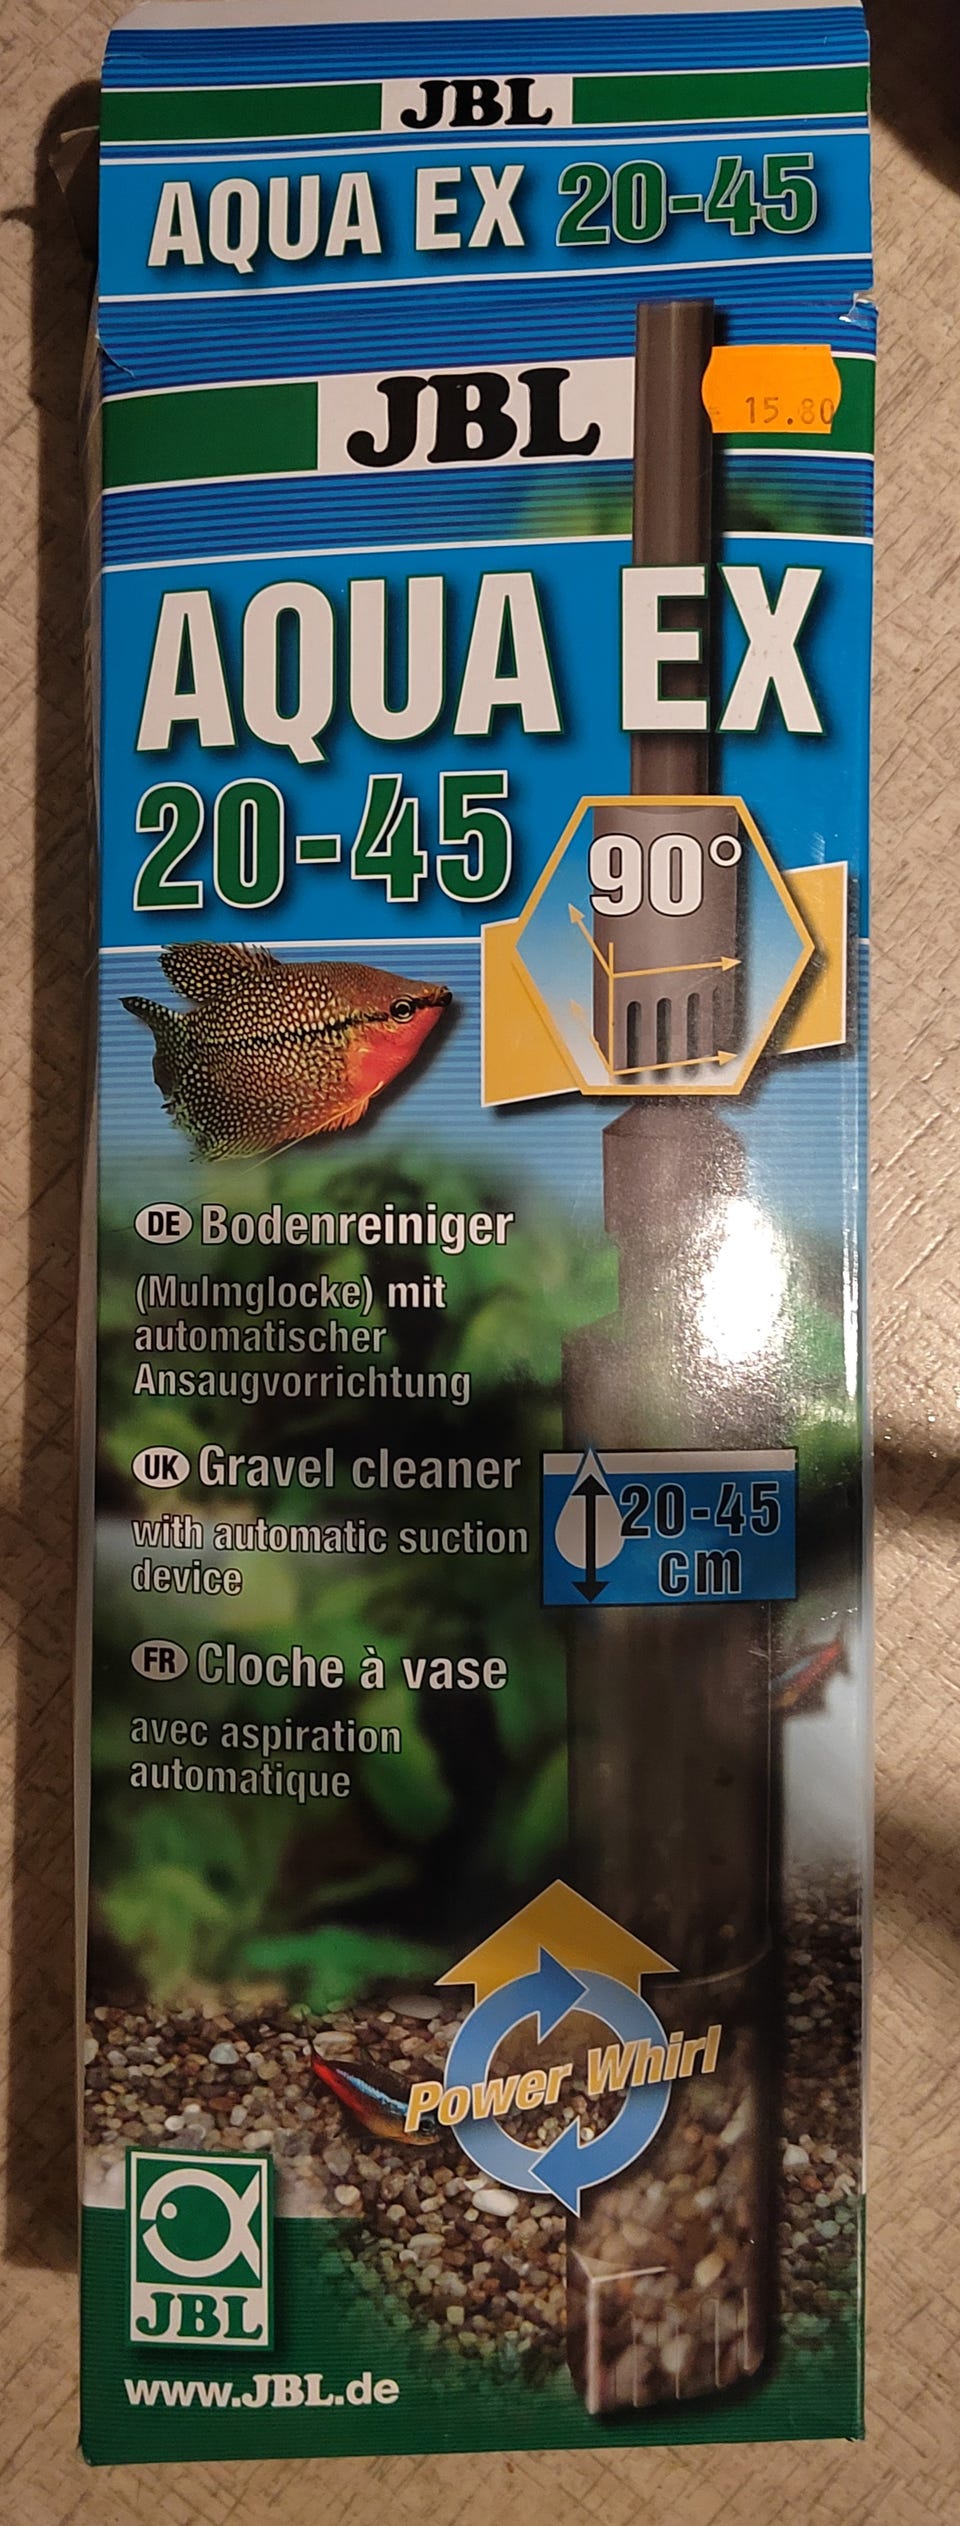 JBL
AQUA EX 20-45
JBL
15.80
AQUA EX
20-45
90°
DE Bodenreiniger
(Mulmglocke) mit
automatischer
Ansaugvorrichtung
UK Gravel cleaner
with automatic suction
device
20-45
cm
FR Cloche à vase
avec aspiration
automatique
Power Whirl
JBL
www.JBL.de